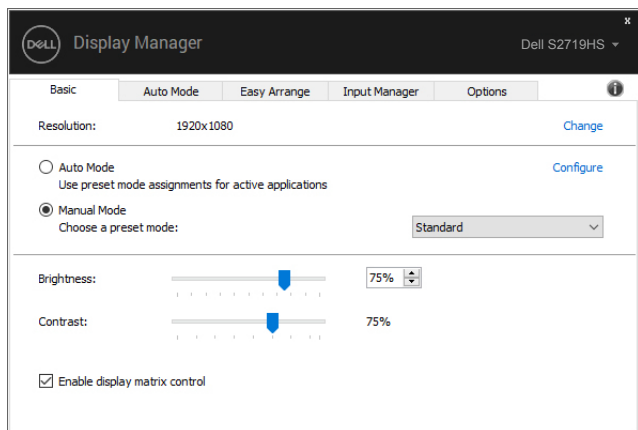 x
DELL Display Manager Dell S2719HS
Basic Auto Mode Easy Arrange Input Manager Options i
Resolution: 1920x1080 Change
Auto Mode Configure
Use preset mode assignments for active applications
Manual Mode
Choose a preset mode: Standard
Brightness: 75%
Contrast: 75%
Enable display matrix control